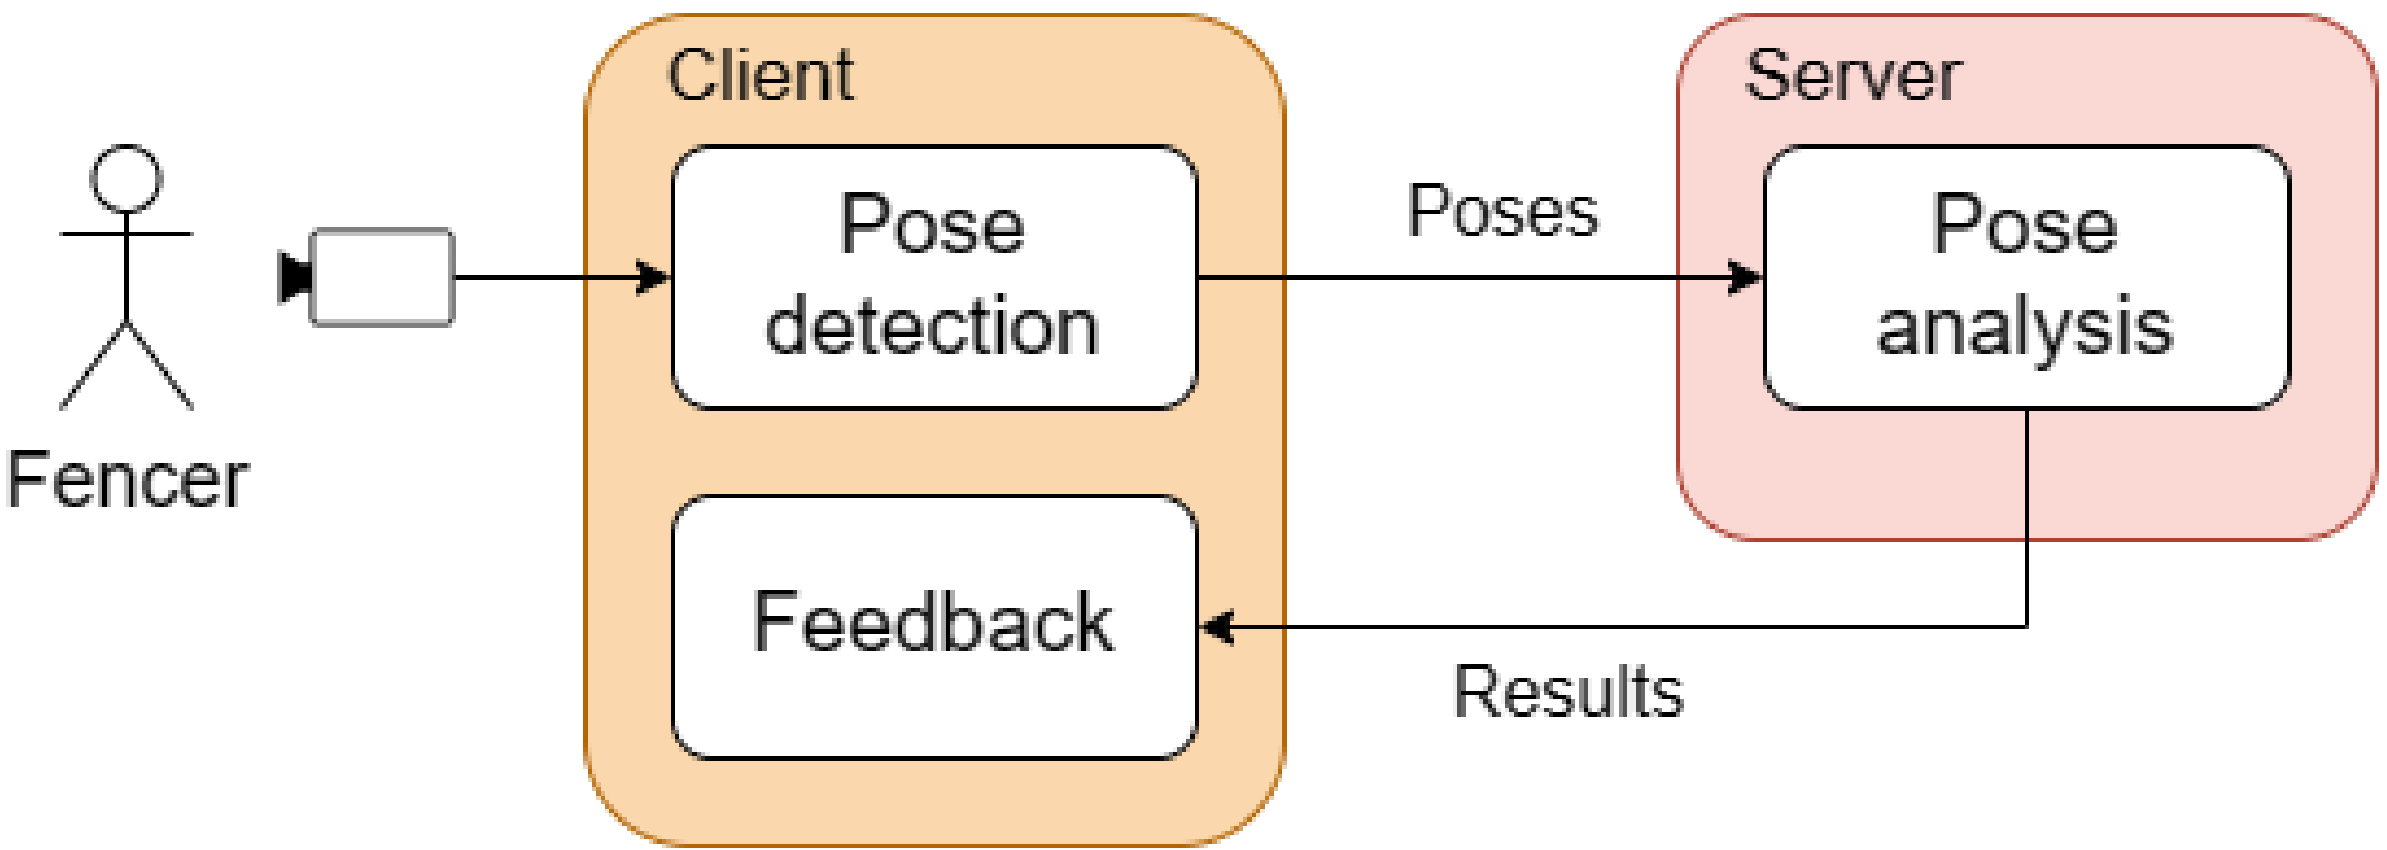 Client
Server
Pose
detection
Poses
Pose
analysis
Fencer
Feedback
Results